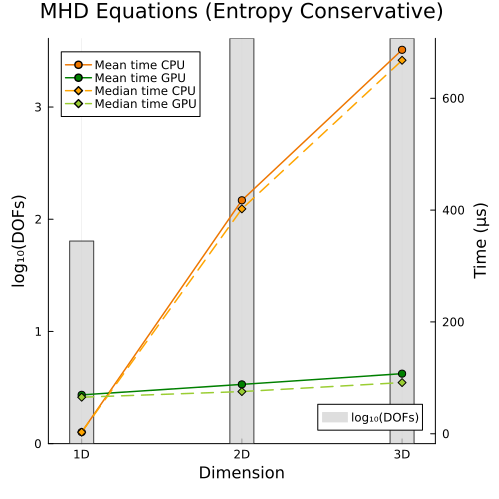 MHD Equations (Entropy Conservative)
Mean time CPU
Mean time GPU
Median time CPU
Median time GPU
log₁₀(DOFs)
3
2
1
0
600
400
200
0
Time (μs)
log₁₀(DOFs)
1D
2D
3D
Dimension